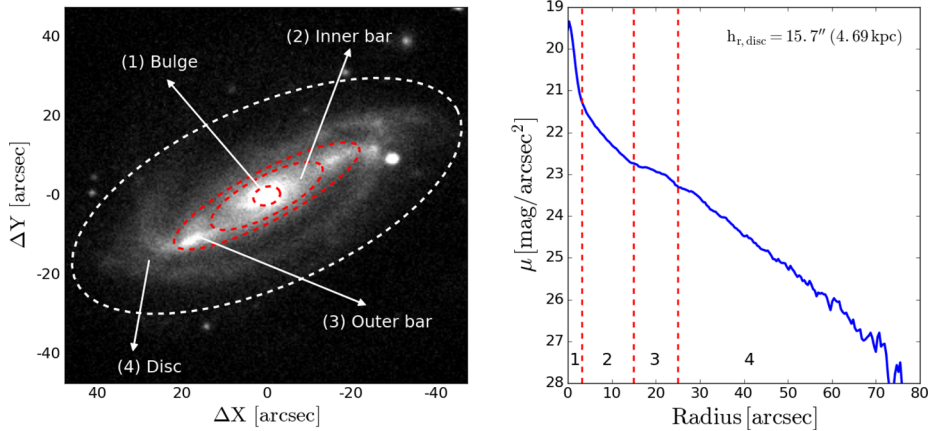 40
20
-0
-20
-40
ΔY [arcsec]
(1) Bulge
(2) Inner bar
(3) Outer bar
(4) Disc
40 20 0 -20 -40
ΔX [arcsec]
19
20
21
22
23
24
25
26
27
28
μ [mag/arcsec²]
h_{r,disc} = 15.7″ (4.69 kpc)
1 2 3 4
0 10 20 30 40 50 60 70 80
Radius [arcsec]